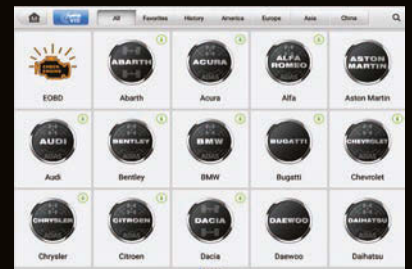 All Favorites History America Europe Asia China
CHECK ENGINE ABARTH ACURA ALFA ROMEO ASTON MARTIN
EOBD Abarth Acura Alfa Aston Martin
AUDI BENTLEY BMW BUGATTI CHEVROLET
Audi Bentley BMW Bugatti Chevrolet
CHRYSLER CITROEN DACIA DAEWOO DAIHATSU
Chrysler Citroen Dacia Daewoo Daihatsu